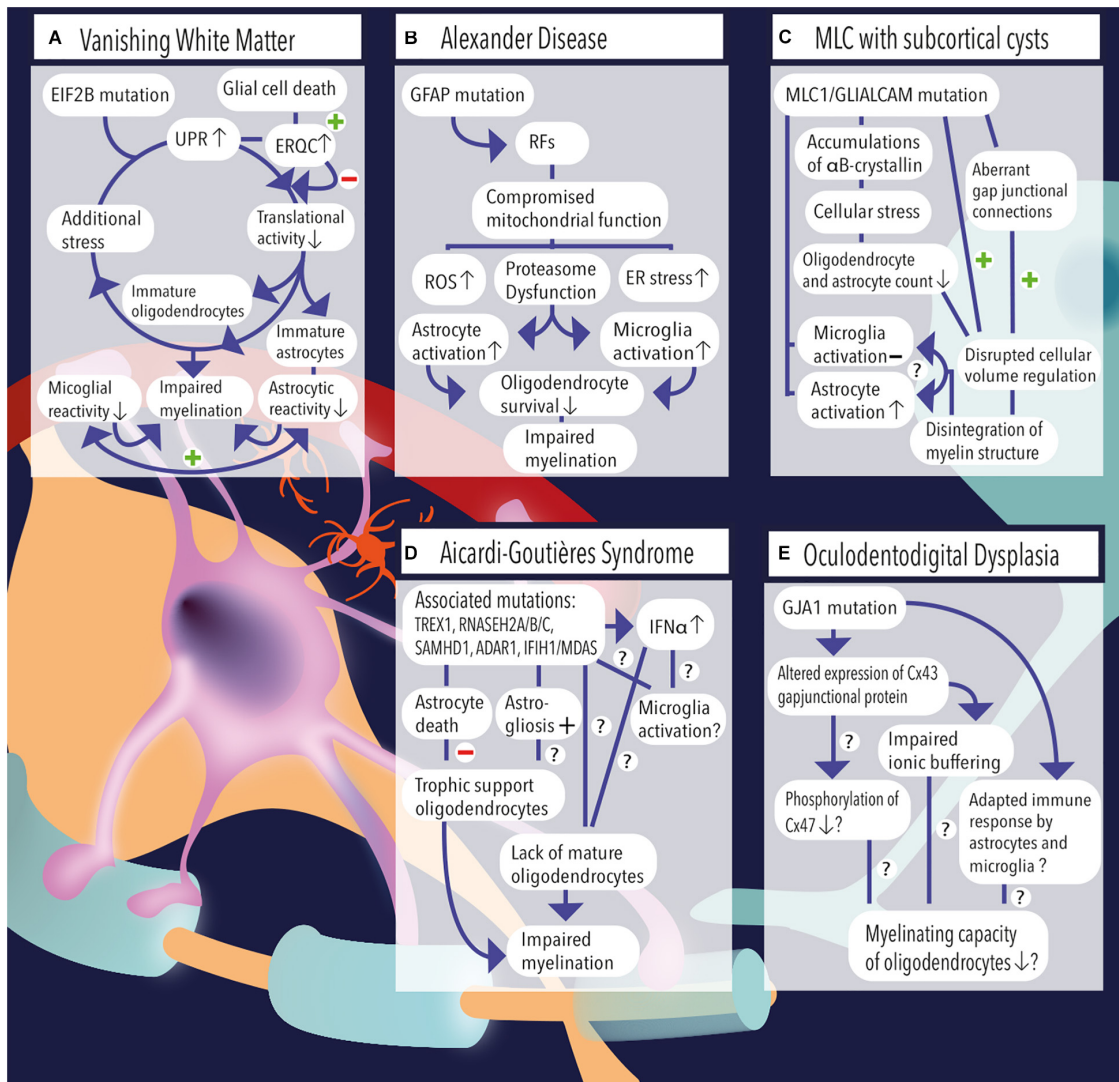 A Vanishing White Matter
EIF2B mutation
Glial cell death
+
UPR ↑
ERQC ↑
−
Additional
stress
Translational
activity ↓
Immature
oligodendrocytes
Immature
astrocytes
Micoglial
reactivity ↓
Impaired
myelination
Astrocytic
reactivity ↓
+
B Alexander Disease
GFAP mutation
RFs
Compromised
mitochondrial function
ROS ↑
Proteasome
Dysfunction
ER stress ↑
Astrocyte
activation ↑
Microglia
activation ↑
Oligodendrocyte
survival ↓
Impaired
myelination
C MLC with subcortical cysts
MLC1/GLIALCAM mutation
Accumulations
of αB-crystallin
Aberrant
gap junctional
connections
Cellular stress
Oligodendrocyte
and astrocyte count ↓
+
+
Microglia
activation −
?
Disrupted cellular
volume regulation
Astrocyte
activation ↑
Disintegration of
myelin structure
D Aicardi-Goutières Syndrome
Associated mutations:
TREX1, RNASEH2A/B/C,
SAMHD1, ADAR1, IFIH1/MDAS
IFNα ↑
?
?
Astrocyte
death
−
Astro-
gliosis +
?
?
?
Microglia
activation?
Trophic support
oligodendrocytes
Lack of mature
oligodendrocytes
Impaired
myelination
E Oculodentodigital Dysplasia
GJA1 mutation
Altered expression of Cx43
gapjunctional protein
?
Impaired
ionic buffering
Phosphorylation of
Cx47 ↓?
Adapted immune
response by
astrocytes and
microglia ?
?
?
?
Myelinating capacity
of oligodendrocytes ↓?